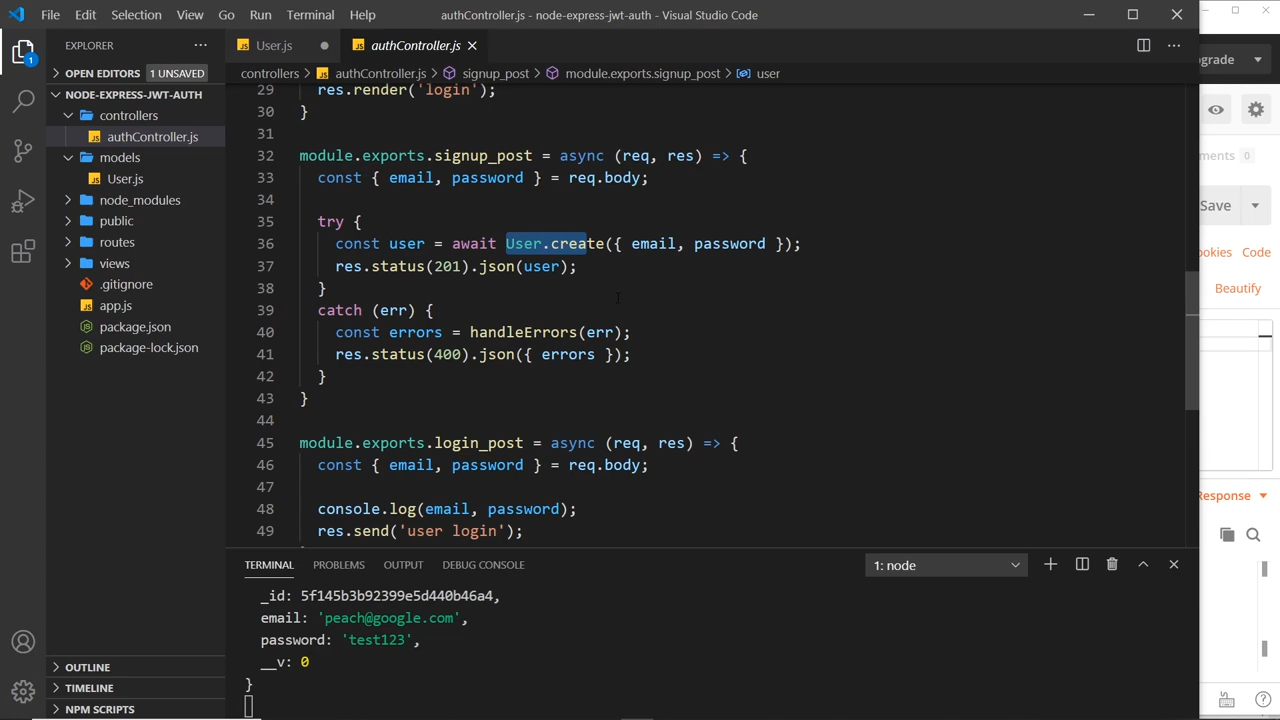 File Edit Selection View Go Run Terminal Help
authController.js - node-express-jwt-auth - Visual Studio Code
EXPLORER
OPEN EDITORS 1 UNSAVED
NODE-EXPRESS-JWT-AUTH
controllers
authController.js
models
User.js
node_modules
public
routes
views
.gitignore
app.js
package.json
package-lock.json
OUTLINE
TIMELINE
NPM SCRIPTS
1
JS User.js
JS authController.js
controllers > JS authController.js > signup_post > module.exports.signup_post > user
29 res.render('login');
30 }
31
32 module.exports.signup_post = async (req, res) => {
33 const { email, password } = req.body;
34
35 try {
36 const user = await User.create({ email, password });
37 res.status(201).json(user);
38 }
39 catch (err) {
40 const errors = handleErrors(err);
41 res.status(400).json({ errors });
42 }
43 }
44
45 module.exports.login_post = async (req, res) => {
46 const { email, password } = req.body;
47
48 console.log(email, password);
49 res.send('user login');
TERMINAL PROBLEMS OUTPUT DEBUG CONSOLE
1: node
_id: 5f145b3b92399e5d440b46a4,
email: 'peach@google.com',
password: 'test123',
__v: 0
}
grade
ments 0
Save
ookies Code
Beautify
Response